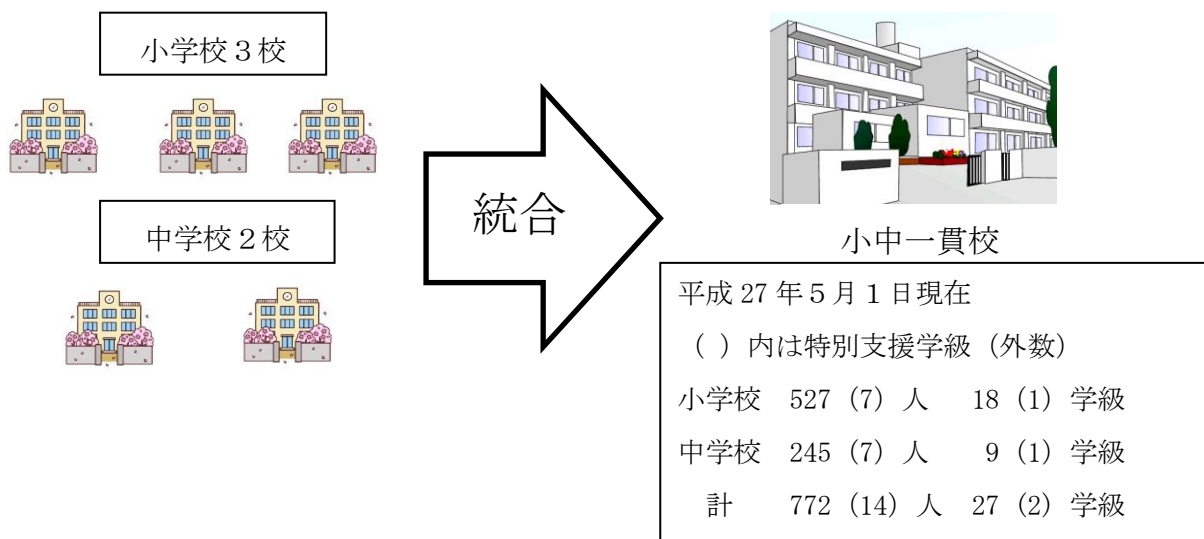 小学校３校
中学校２校
統合
小中一貫校
平成 27 年５月１日現在
（ ）内は特別支援学級（外数）
小学校　527（7）人　18（1）学級
中学校　245（7）人　9（1）学級
計　772（14）人　27（2）学級